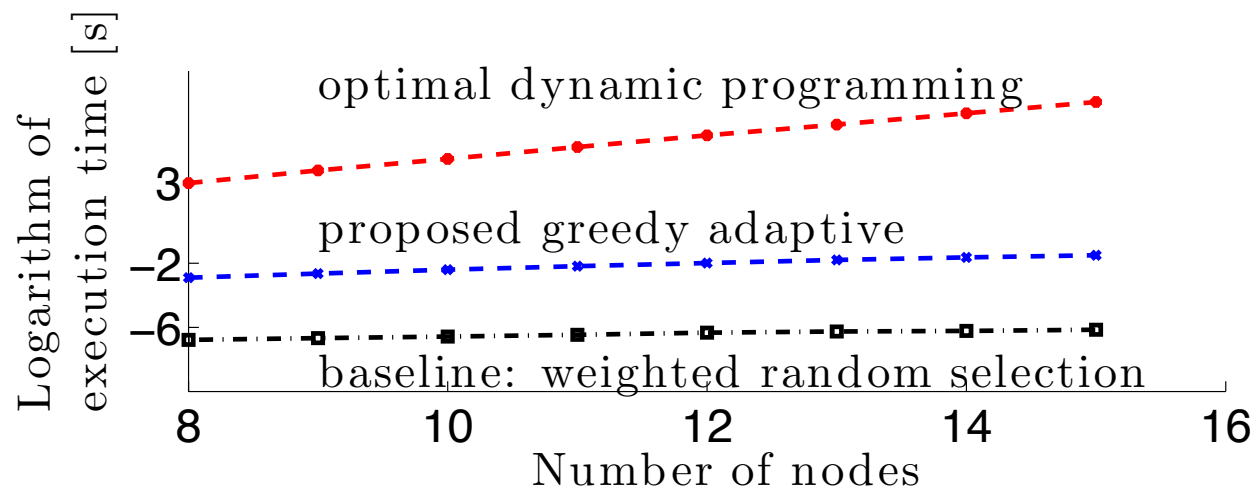 Logarithm of
execution time [s]
optimal dynamic programming
3
proposed greedy adaptive
−2
−6
baseline: weighted random selection
8 10 12 14 16
Number of nodes